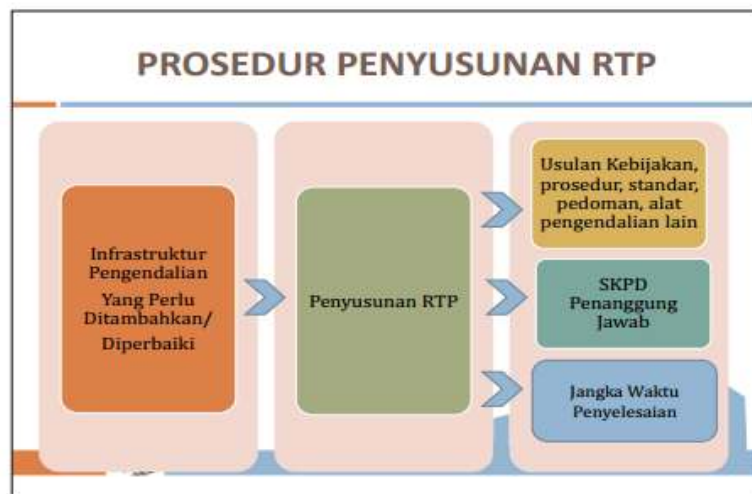 PROSEDUR PENYUSUNAN RTP
Infrastruktur
Pengendalian
Yang Perlu
Ditambahkan/
Diperbaiki
Penyusunan RTP
Usulan Kebijakan,
prosedur, standar,
pedoman, alat
pengendalian lain
SKPD
Penanggung
Jawab
Jangka Waktu
Penyelesaian